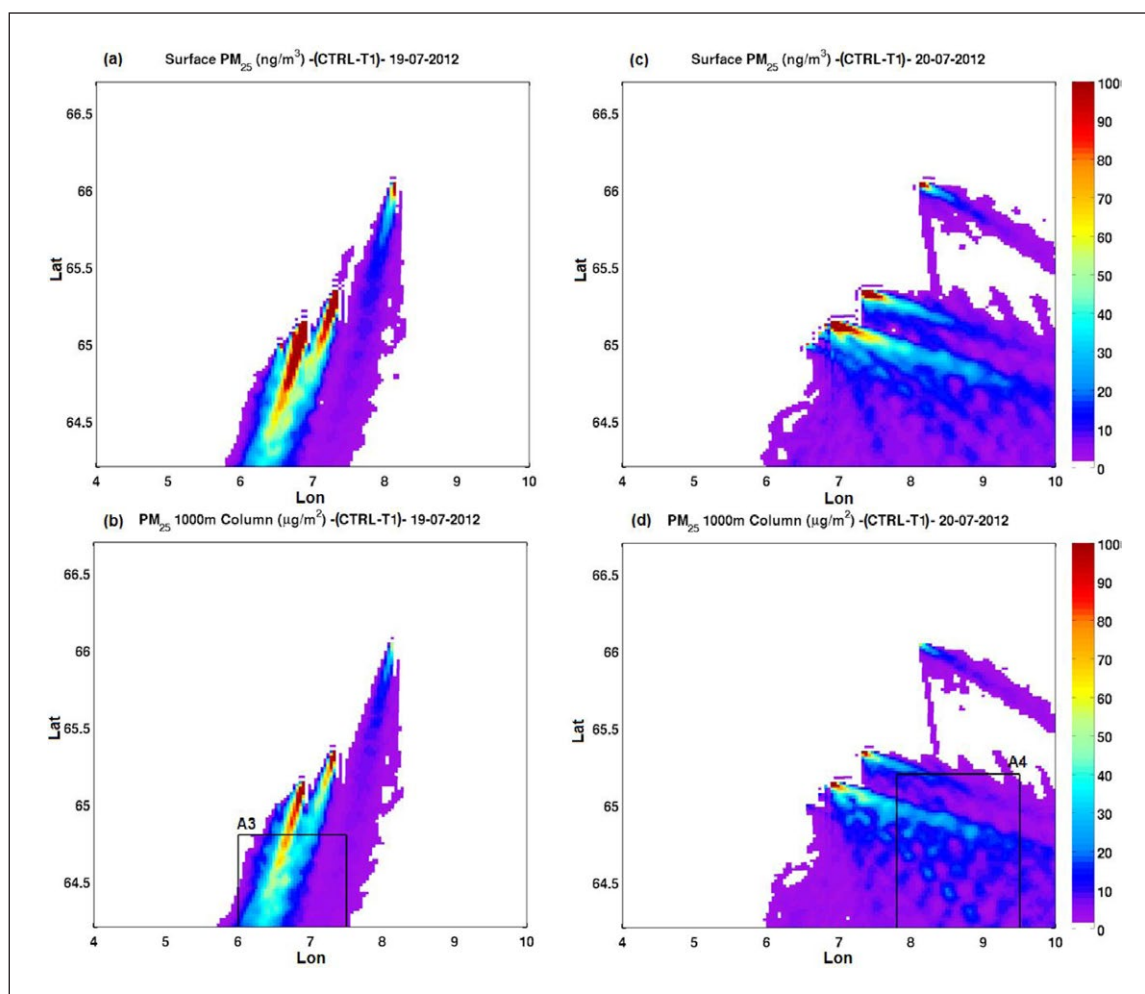 (a) Surface PM25 (ng/m3) -(CTRL-T1)- 19-07-2012
66.5
66
65.5
65
64.5
Lat
4 5 6 7 8 9 10
Lon
(c) Surface PM25 (ng/m3) -(CTRL-T1)- 20-07-2012
66.5
66
65.5
65
64.5
Lat
4 5 6 7 8 9 10
Lon
100
90
80
70
60
50
40
30
20
10
0
(b) PM25 1000m Column (μg/m2) -(CTRL-T1)- 19-07-2012
66.5
66
65.5
65
64.5
Lat
A3
4 5 6 7 8 9 10
Lon
(d) PM25 1000m Column (μg/m2) -(CTRL-T1)- 20-07-2012
66.5
66
65.5
65
64.5
Lat
A4
4 5 6 7 8 9 10
Lon
100
90
80
70
60
50
40
30
20
10
0